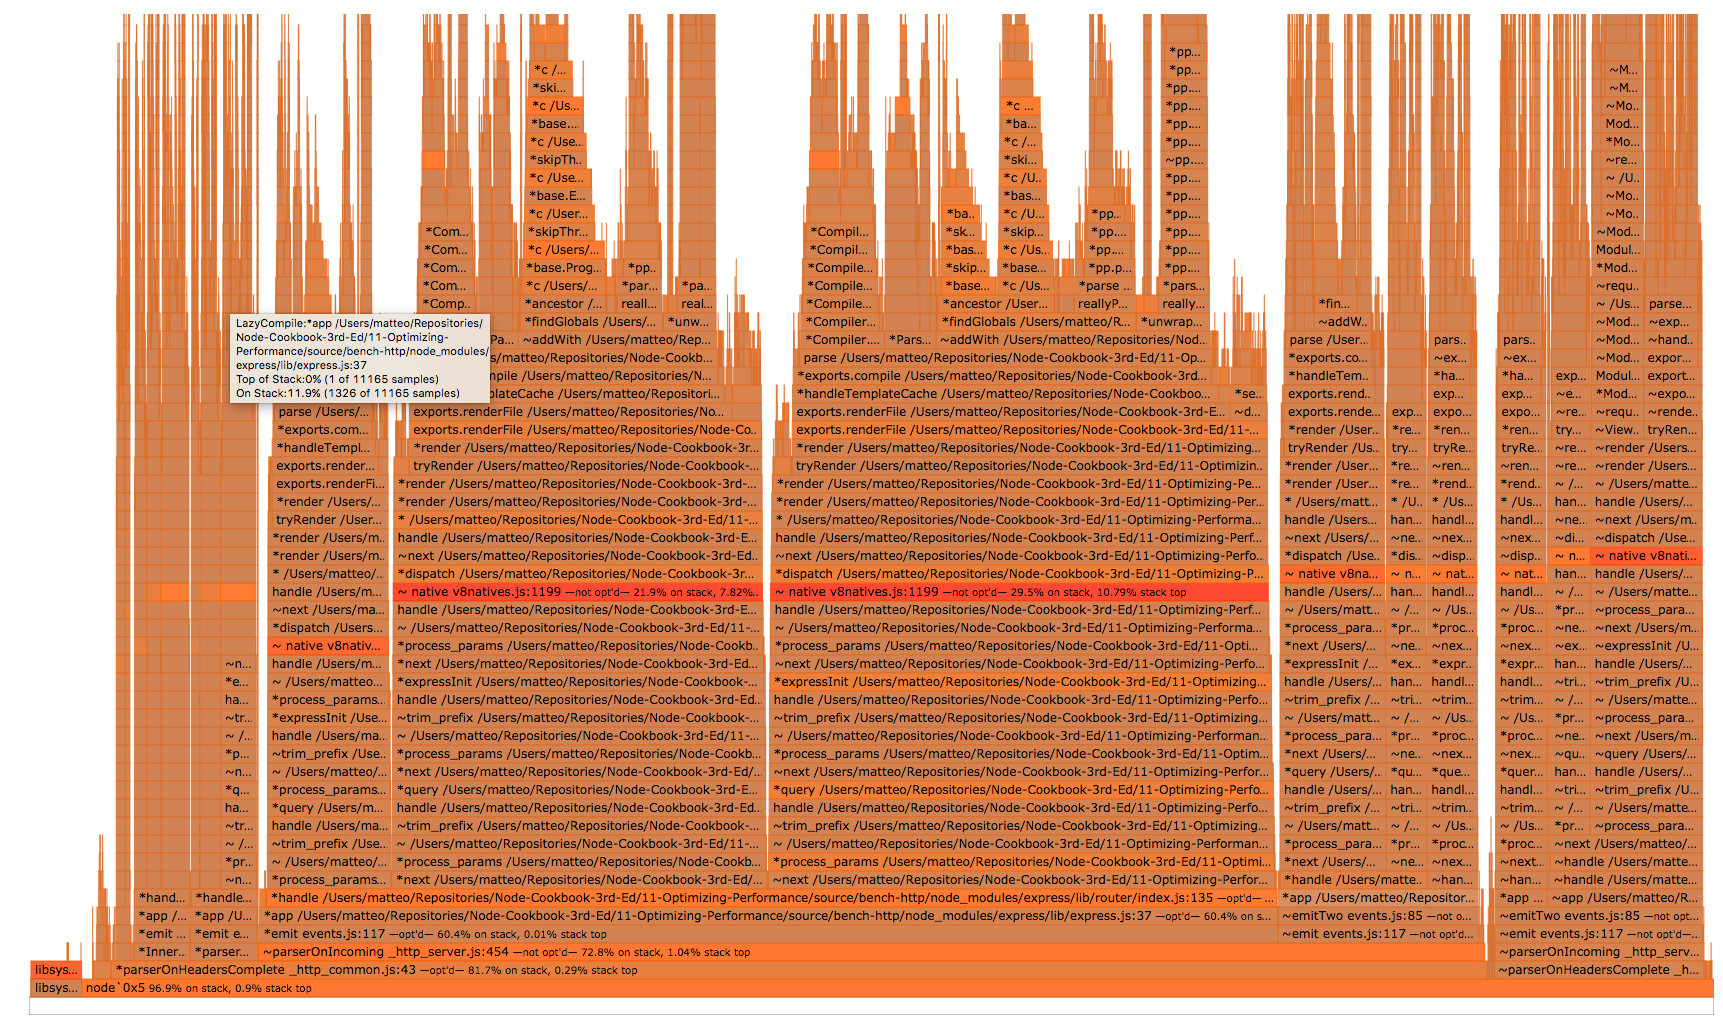 *pp...
*c /... *pp... ~M...
*ski... *pp.... ~M...
*c /Us... *c ... *pp.... ~Mo...
*base.... *ba... *pp.... Mod...
*c /Use... *c /... *pp.... *Mo...
*skipTh... *ski... ~pp.... ~re...
*c /Use... *c /U... *pp.... ~ /U...
*base.E... *bas... *pp.... ~Mo...
*c /User... *ba.. *c /U... *pp... *pp.... ~Mo...
*Com... *skipThr... *Compil... *sk... *skip... *pp.... *pp.... ~Mod...
*Com... *c /Users/... *Compil... *bas... *c /Us... *pp.... *pp.... Modul...
*Com... *base.Prog... *pp.. *Compile... *skip... *base... *pp.p... *pp.... *Mod...
*Com... *c /Users/... *par... *pa... *Compile... *base... *c /Us... *parse ... *pars... ~requ...
*Comp.. *ancestor /... reall... real... *Compile... *ancestor /User... reallyP... really... *fin... ~ /Us... parse...
*findGlobals /Users/... *unw... *Compiler... *findGlobals /Users/matteo/R... *unwrap... ~addW... ~Mod... ~exp...
LazyCompile:*app /Users/matteo/Repositories/
Node-Cookbook-3rd-Ed/11-Optimizing-
Performance/source/bench-http/node_modules/
express/lib/express.js:37
Top of Stack:0% (1 of 11165 samples)
On Stack:11.9% (1326 of 11165 samples)
Pa... ~addWith /Users/matteo/Rep... *Compiler... *Pars... ~addWith /Users/matteo/Repositories/Nod... parse /User... pars... pars... ~Mod... ~hand..
s/matteo/Repositories/Node-Cookb... parse /Users/matteo/Repositories/Node-Cookbook-3rd-Ed/11-Op... *exports.co... ~ex... ~ex... ~Mod... expor...
mpile /Users/matteo/Repositories/N... *exports.compile /Users/matteo/Repositories/Node-Cookbook-3rd... *handleTem... *ha... *ha... exp... Modul... export...
plateCache /Users/matteo/Repositori... *handleTemplateCache /Users/matteo/Repositories/Node-Cookboo... *se... exports.rend.. exp... exp... ~e... *Mod... ~exp...
parse /Users/... exports.renderFile /Users/matteo/Repositories/No... exports.renderFile /Users/matteo/Repositories/Node-Cookbook-3rd-E... ~d... exports.rende.. exp... expo... expo... ~re... ~requ... ~rende...
*exports.com... exports.renderFile /Users/matteo/Repositories/Node-Co.. exports.renderFile /Users/matteo/Repositories/Node-Cookbook-3rd-Ed/11-... *render /User... *re... *ren... *ren... try... ~View... tryRen...
*handleTempl... *render /Users/matteo/Repositories/Node-Cookbook-3r... *render /Users/matteo/Repositories/Node-Cookbook-3rd-Ed/11-Optimi... tryRender /Us... try... tryRe... tryRe... ~re... ~render /Users...
exports.render... tryRender /Users/matteo/Repositories/Node-Cookbook-... tryRender /Users/matteo/Repositories/Node-Cookbook-3rd-Ed/11-Optimizin... *render /User... *re... ~ren... ~ren... ~re... ~render /Users...
exports.renderFi... *render /Users/matteo/Repositories/Node-Cookbook-3rd-... *render /Users/matteo/Repositories/Node-Cookbook-3rd-Ed/11-Optimizing-Per... *render /User... *re... *rend... *rend... ~ /... ~render /Users/...
*render /Users/... *render /Users/matteo/Repositories/Node-Cookbook-3rd-... *render /Users/matteo/Repositories/Node-Cookbook-3rd-Ed/11-Optimizing-Pe... * /Users/matt... * /U.. * /Us... * /Us... han... handle /Users/...
tryRender /User... * /Users/matteo/Repositories/Node-Cookbook-3rd-Ed/11-... * /Users/matteo/Repositories/Node-Cookbook-3rd-Ed/11-Optimizing-Performa... handle /Users... han... handl... handl... ~ne... ~next /Users/m...
*render /Users/m... handle /Users/matteo/Repositories/Node-Cookbook-3rd-E... handle /Users/matteo/Repositories/Node-Cookbook-3rd-Ed/11-Optimizing-Perf... ~next /Users/... ~ne... ~nex... ~nex... ~di... ~dispatch /Use...
*render /Users/m... ~next /Users/matteo/Repositories/Node-Cookbook-3rd-Ed... ~next /Users/matteo/Repositories/Node-Cookbook-3rd-Ed/11-Optimizing-Perfo... *dispatch /Use... *dis... ~disp... ~disp... ~ n... ~ native v8nati...
* /Users/matteo/... *dispatch /Users/matteo/Repositories/Node-Cookbook-3r... *dispatch /Users/matteo/Repositories/Node-Cookbook-3rd-Ed/11-Optimizing-P... ~ native v8na... ~ n... ~ nat... ~ nat... han... handle /Users/...
handle /Users/m... ~ native v8natives.js:1199 —not opt'd— 21.9% on stack, 7.82%.. ~ native v8natives.js:1199 —not opt'd— 29.5% on stack, 10.79% stack top handle /Users/... han... handl... handl... ~ /... ~ /Users/matteo...
~next /Users/ma... handle /Users/matteo/Repositories/Node-Cookbook-3rd-E... handle /Users/matteo/Repositories/Node-Cookbook-3rd-Ed/11-Optimizing-Perf... ~ /Users/matt... ~ /... ~ /Us... ~ /Us... *pr... ~process_para...
*dispatch /Users... ~ /Users/matteo/Repositories/Node-Cookbook-3rd-Ed/11-... ~ /Users/matteo/Repositories/Node-Cookbook-3rd-Ed/11-Optimizing-Performa... *process_para... *pr... *proc... *proc... ~ne... ~next /Users/m...
~ native v8nativ... *process_params /Users/matteo/Repositories/Node-Cookb... *process_params /Users/matteo/Repositories/Node-Cookbook-3rd-Ed/11-Opti... *next /Users/... ~ne... ~nex... ~nex... ~ex... ~expressInit /U...
~n... handle /Users/m... *next /Users/matteo/Repositories/Node-Cookbook-3rd-Ed... ~next /Users/matteo/Repositories/Node-Cookbook-3rd-Ed/11-Optimizing-Perfo... *expressInit /... *ex... *expr... *expr... han... handle /Users/...
*e... ~ /Users/matteo... *expressInit /Users/matteo/Repositories/Node-Cookbook-... *expressInit /Users/matteo/Repositories/Node-Cookbook-3rd-Ed/11-Optimizing... handle /Users/... han... handl... handl... ~tri... ~trim_prefix /U...
ha... *process_params... handle /Users/matteo/Repositories/Node-Cookbook-3rd-Ed... handle /Users/matteo/Repositories/Node-Cookbook-3rd-Ed/11-Optimizing-Perfo... ~trim_prefix /... ~tri... ~trim... ~trim... ~ /... ~ /Users/matte...
~tr... *expressInit /Use... ~trim_prefix /Users/matteo/Repositories/Node-Cookbook-... ~trim_prefix /Users/matteo/Repositories/Node-Cookbook-3rd-Ed/11-Optimizing... ~ /Users/matt... ~ /... ~ /Us... ~ /Us... *pr... ~process_para...
~ /... handle /Users/ma... ~ /Users/matteo/Repositories/Node-Cookbook-3rd-Ed/11-... ~ /Users/matteo/Repositories/Node-Cookbook-3rd-Ed/11-Optimizing-Performan... *process_para... *pr... *proc... *proc... ~ne... ~next /Users/m...
*p... ~trim_prefix /Use... *process_params /Users/matteo/Repositories/Node-Cookb... *process_params /Users/matteo/Repositories/Node-Cookbook-3rd-Ed/11-Optim... *next /Users/... ~ne... ~nex... ~nex... ~qu... ~query /Users/...
~n... ~ /Users/matteo/... *next /Users/matteo/Repositories/Node-Cookbook-3rd-Ed/... ~next /Users/matteo/Repositories/Node-Cookbook-3rd-Ed/11-Optimizing-Perfor... *query /Users/... *qu... *que... *quer... han... handle /Users/...
*q... *process_params... *query /Users/matteo/Repositories/Node-Cookbook-3rd-Ed... *query /Users/matteo/Repositories/Node-Cookbook-3rd-Ed/11-Optimizing-Perfo... handle /Users/... han... handl... handl... ~tri... ~trim_prefix /U...
ha... *query /Users/m... handle /Users/matteo/Repositories/Node-Cookbook-3rd-Ed... handle /Users/matteo/Repositories/Node-Cookbook-3rd-Ed/11-Optimizing-Perfo... ~trim_prefix /... ~tri... ~trim... ~trim... ~ /... ~ /Users/matte...
~tr... handle /Users/ma... ~trim_prefix /Users/matteo/Repositories/Node-Cookbook-... ~trim_prefix /Users/matteo/Repositories/Node-Cookbook-3rd-Ed/11-Optimizing... ~ /Users/matt... ~ /... ~ /Us... ~ /Us... *pr... ~process_para...
~ /... ~trim_prefix /Use... ~ /Users/matteo/Repositories/Node-Cookbook-3rd-Ed/11-... ~ /Users/matteo/Repositories/Node-Cookbook-3rd-Ed/11-Optimizing-Performan... *process_para... *pr... *proc... *proc... ~ne... ~next /Users/matteo/...
*pr... ~ /Users/matteo/... *process_params /Users/matteo/Repositories/Node-Cookb... *process_params /Users/matteo/Repositories/Node-Cookbook-3rd-Ed/11-Optimi... *next /Users/... ~ne... ~nex... ~next... ~handle /Users/matte...
~n... *process_params... *next /Users/matteo/Repositories/Node-Cookbook-3rd-Ed/... ~next /Users/matteo/Repositories/Node-Cookbook-3rd-Ed/11-Optimizing-Perfor... *handle /Users/matte... ~han... ~han... ~handle /Users/matte...
*hand... *handle... *handle /Users/matteo/Repositories/Node-Cookbook-3rd-Ed/11-Optimizing-Performance/source/bench-http/node_modules/express/lib/router/index.js:135 —opt'd— ... *app /Users/matteo/Repositor... *app ... ~app /Users/matteo/R...
*app /... *app /U... *app /Users/matteo/Repositories/Node-Cookbook-3rd-Ed/11-Optimizing-Performance/source/bench-http/node_modules/express/lib/express.js:37 —opt'd— 60.4% on s... ~emitTwo events.js:85 —not o... ~emitTwo events.js:85 —not ...
*emit ... *emit e... *emit events.js:117 —opt'd— 60.4% on stack, 0.01% stack top ~emit events.js:117 —not opt'd... ~emit events.js:117 —not opt'd...
*Inner... *parser... ~parserOnIncoming _http_server.js:454 —not opt'd— 72.8% on stack, 1.04% stack top ~parserOnIncoming _http_serv...
libsys... *parserOnHeadersComplete _http_common.js:43 —opt'd— 81.7% on stack, 0.29% stack top ~parserOnHeadersComplete _h...
libsys... node`0x5 96.9% on stack, 0.9% stack top